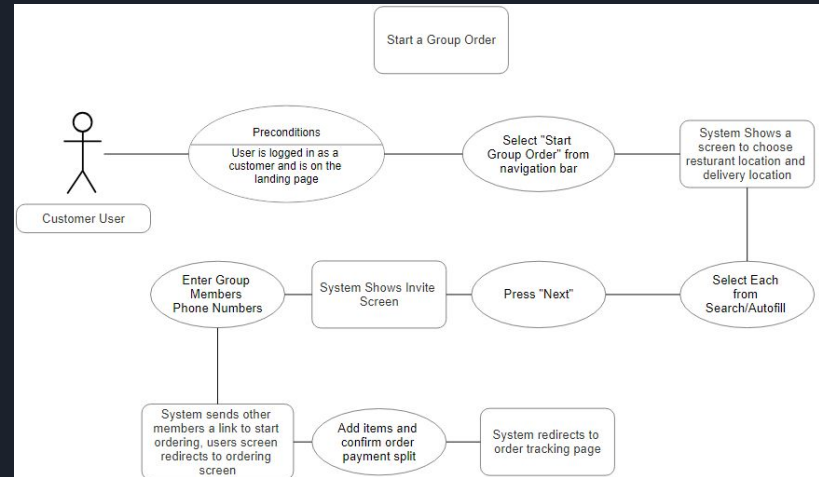 Start a Group Order
Preconditions
User is logged in as a
customer and is on the
landing page
Select "Start
Group Order" from
navigation bar
System Shows a
screen to choose
resturant location and
delivery location
Customer User
Enter Group
Members
Phone Numbers
System Shows Invite
Screen
Press "Next"
Select Each
from
Search/Autofill
System sends other
members a link to start
ordering, users screen
redirects to ordering
screen
Add items and
confirm order
payment split
System redirects to
order tracking page